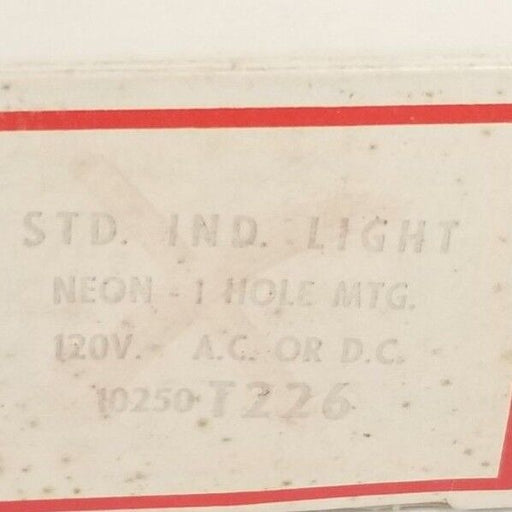 STD. IND. LIGHT
NEON - 1 HOLE MTG.
120V. - A.C. OR D.C.
10250 T226